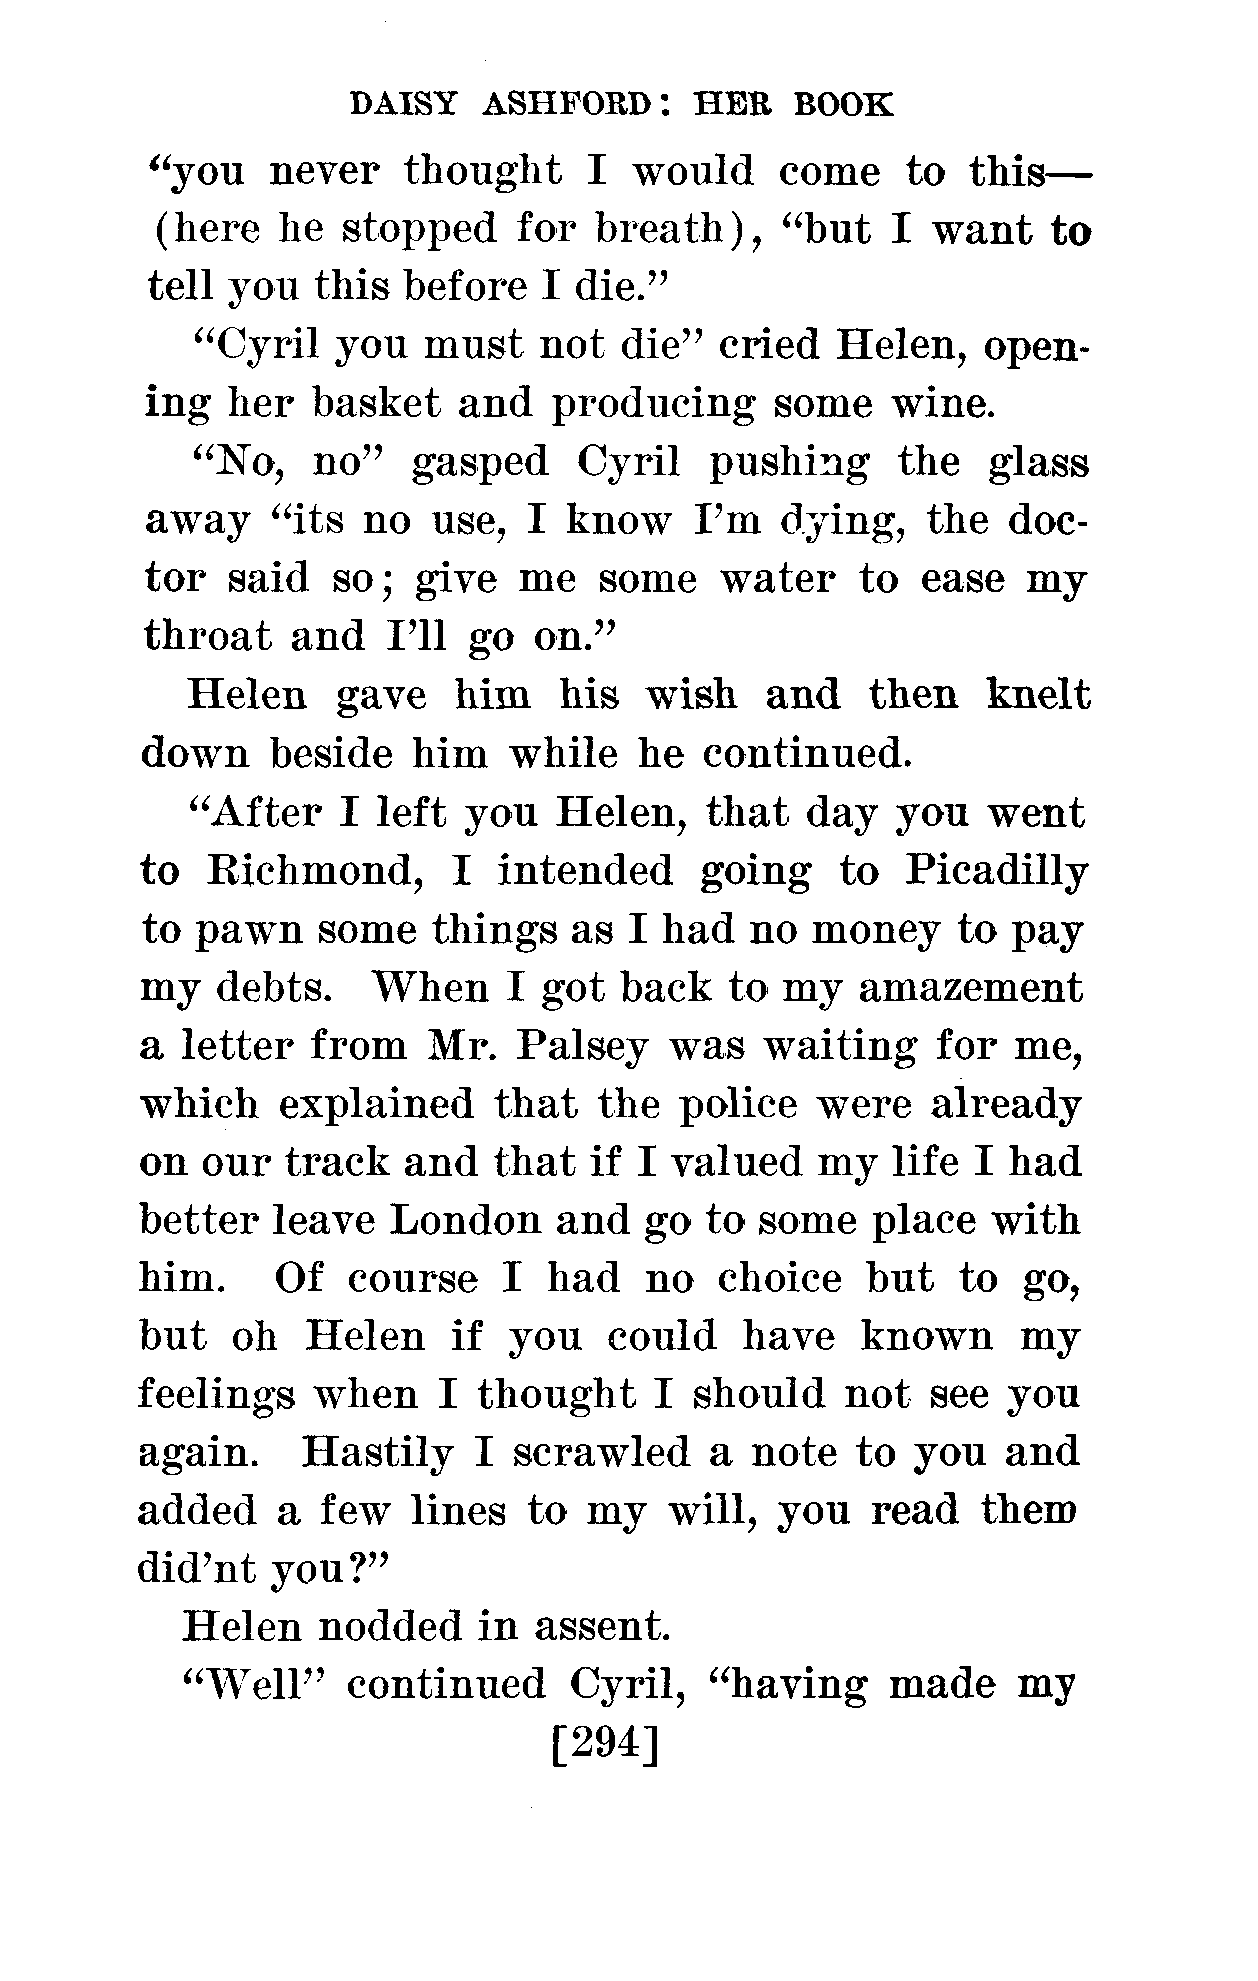 DAISY ASHFORD: HER BOOK
“you never thought I would come to this—
(here he stopped for breath), “but I want to
tell you this before I die.”
“Cyril you must not die” cried Helen, open-
ing her basket and producing some wine.
“No, no” gasped Cyril pushing the glass
away “its no use, I know I’m dying, the doc-
tor said so; give me some water to ease my
throat and I’ll go on.”
Helen gave him his wish and then knelt
down beside him while he continued.
“After I left you Helen, that day you went
to Richmond, I intended going to Picadilly
to pawn some things as I had no money to pay
my debts. When I got back to my amazement
a letter from Mr. Palsey was waiting for me,
which explained that the police were already
on our track and that if I valued my life I had
better leave London and go to some place with
him. Of course I had no choice but to go,
but oh Helen if you could have known my
feelings when I thought I should not see you
again. Hastily I scrawled a note to you and
added a few lines to my will, you read them
did’nt you?”
Helen nodded in assent.
“Well” continued Cyril, “having made my
[294]